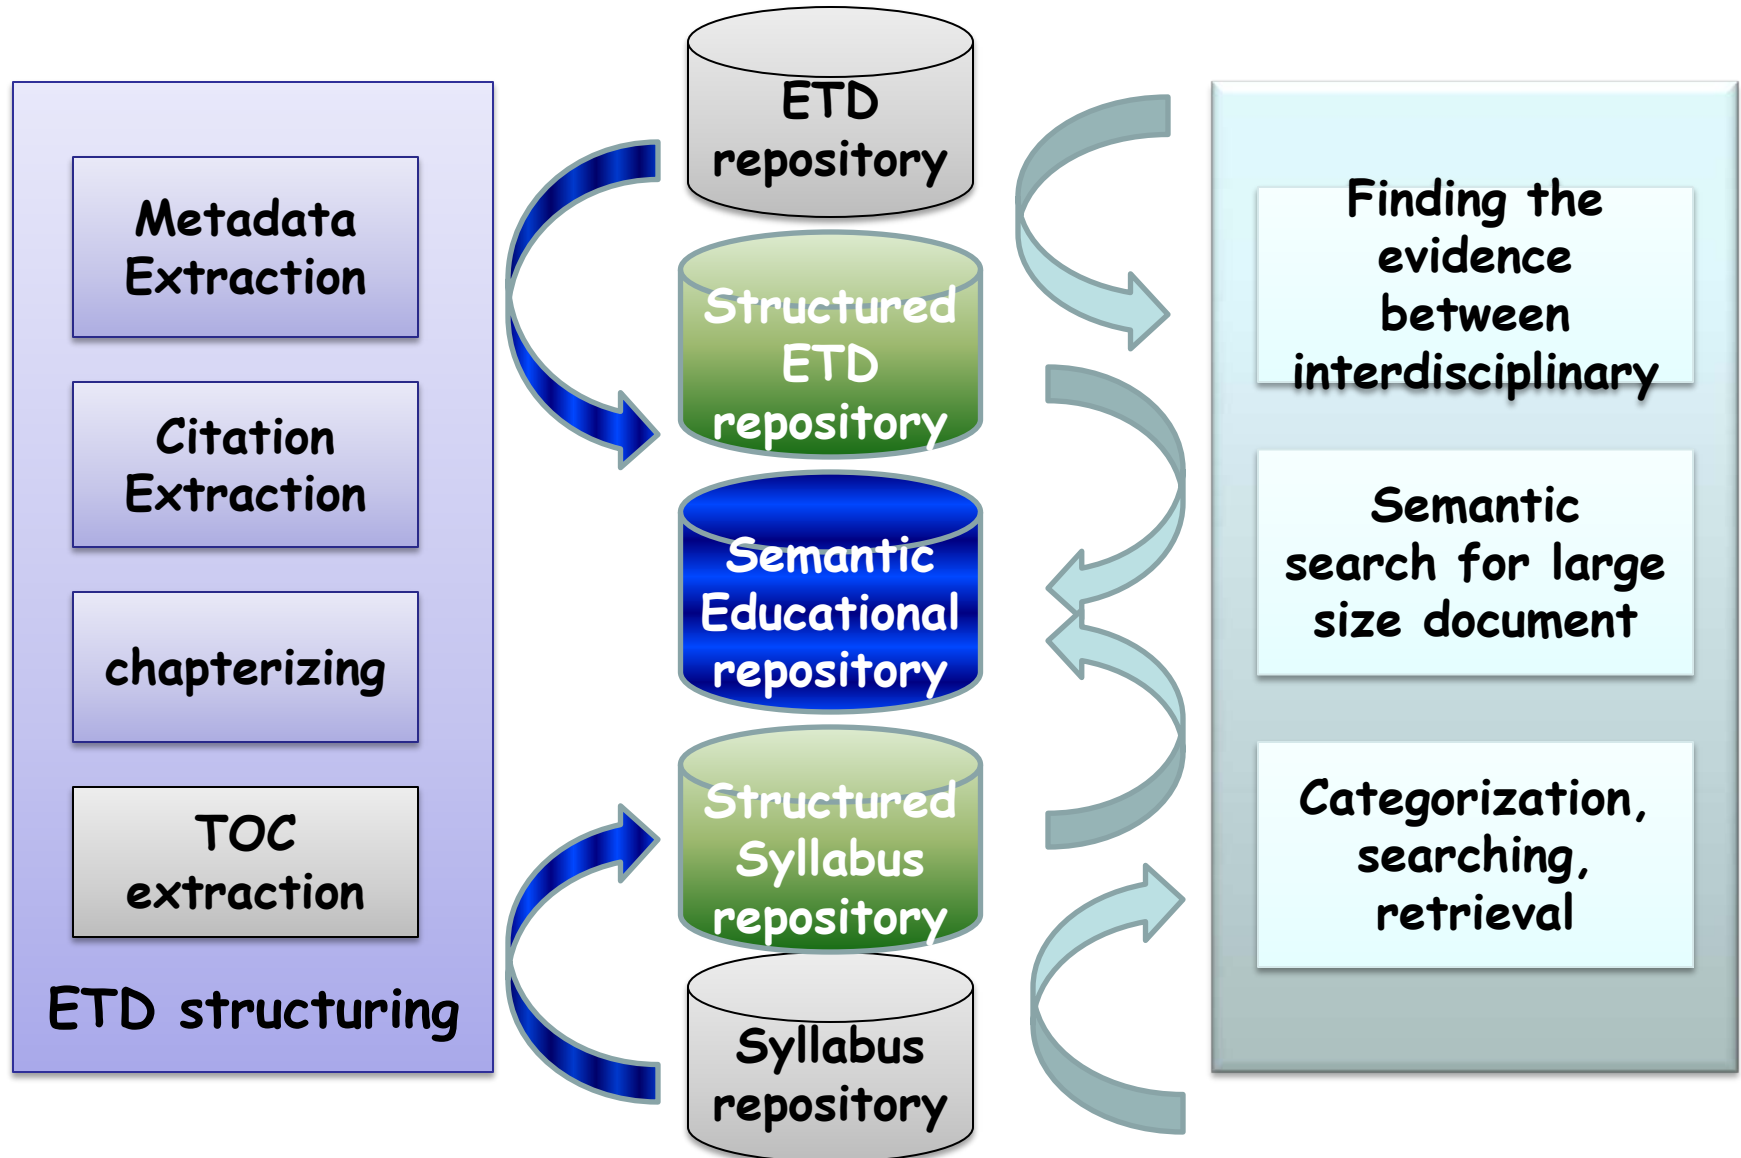 Metadata
Extraction
Citation
Extraction
chapterizing
TOC
extraction
ETD structuring
ETD
repository
Structured
ETD
repository
Semantic
Educational
repository
Structured
Syllabus
repository
Syllabus
repository
Finding the
evidence
between
interdisciplinary
Semantic
search for large
size document
Categorization,
searching,
retrieval